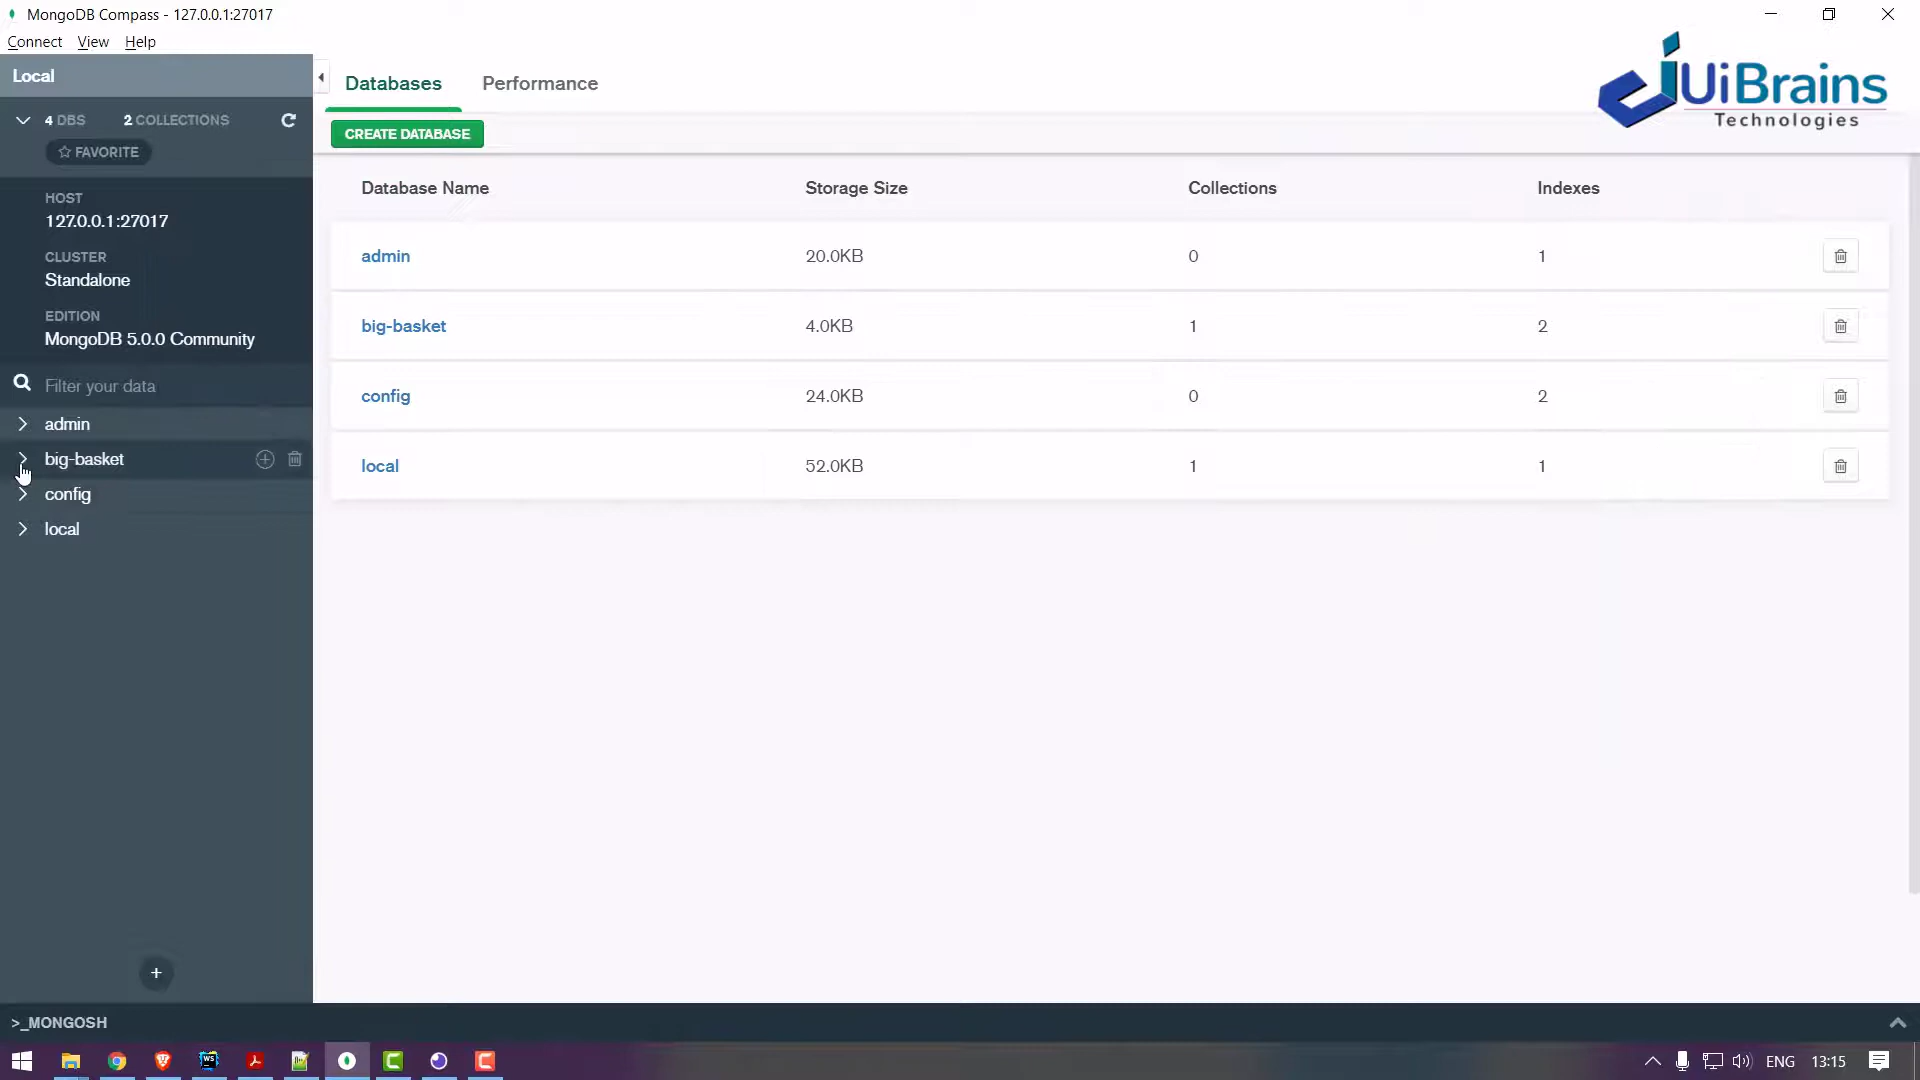 MongoDB Compass - 127.0.0.1:27017
Connect View Help
Local
4 DBS 2 COLLECTIONS
FAVORITE
HOST
127.0.0.1:27017
CLUSTER
Standalone
EDITION
MongoDB 5.0.0 Community
Filter your data
admin
big-basket
config
local
Databases Performance
CREATE DATABASE
UiBrains
Technologies
Database Name Storage Size Collections Indexes
admin 20.0KB 0 1
big-basket 4.0KB 1 2
config 24.0KB 0 2
local 52.0KB 1 1
>_MONGOSH
WS
ENG 13:15